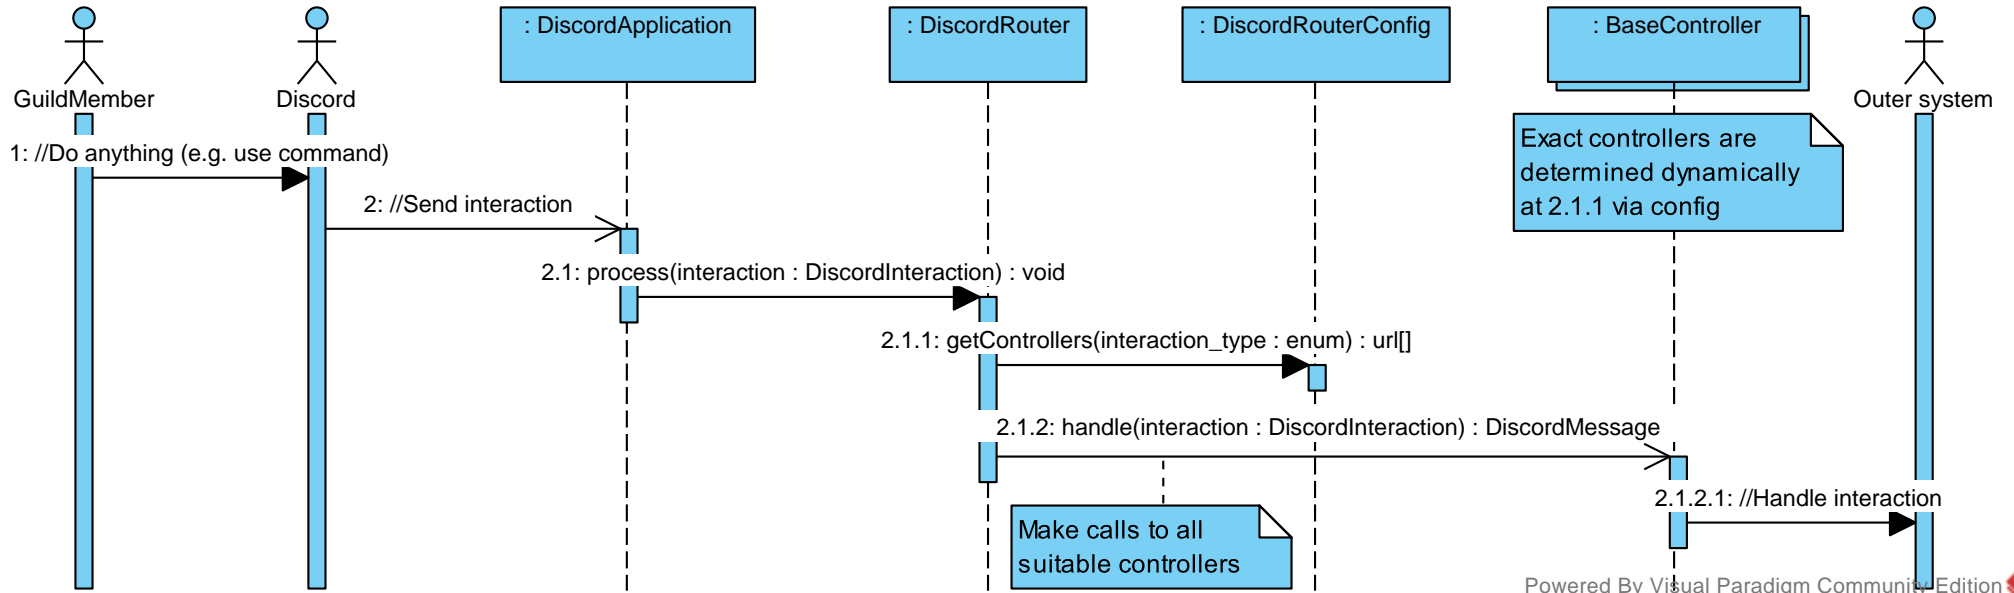 : DiscordApplication
: DiscordRouter
: DiscordRouterConfig
: BaseController
GuildMember
Discord
Outer system
Exact controllers are
determined dynamically
at 2.1.1 via config
1: //Do anything (e.g. use command)
2: //Send interaction
2.1: process(interaction : DiscordInteraction) : void
2.1.1: getControllers(interaction_type : enum) : url[]
2.1.2: handle(interaction : DiscordInteraction) : DiscordMessage
2.1.2.1: //Handle interaction
Make calls to all
suitable controllers
Powered By Visual Paradigm Community Edition